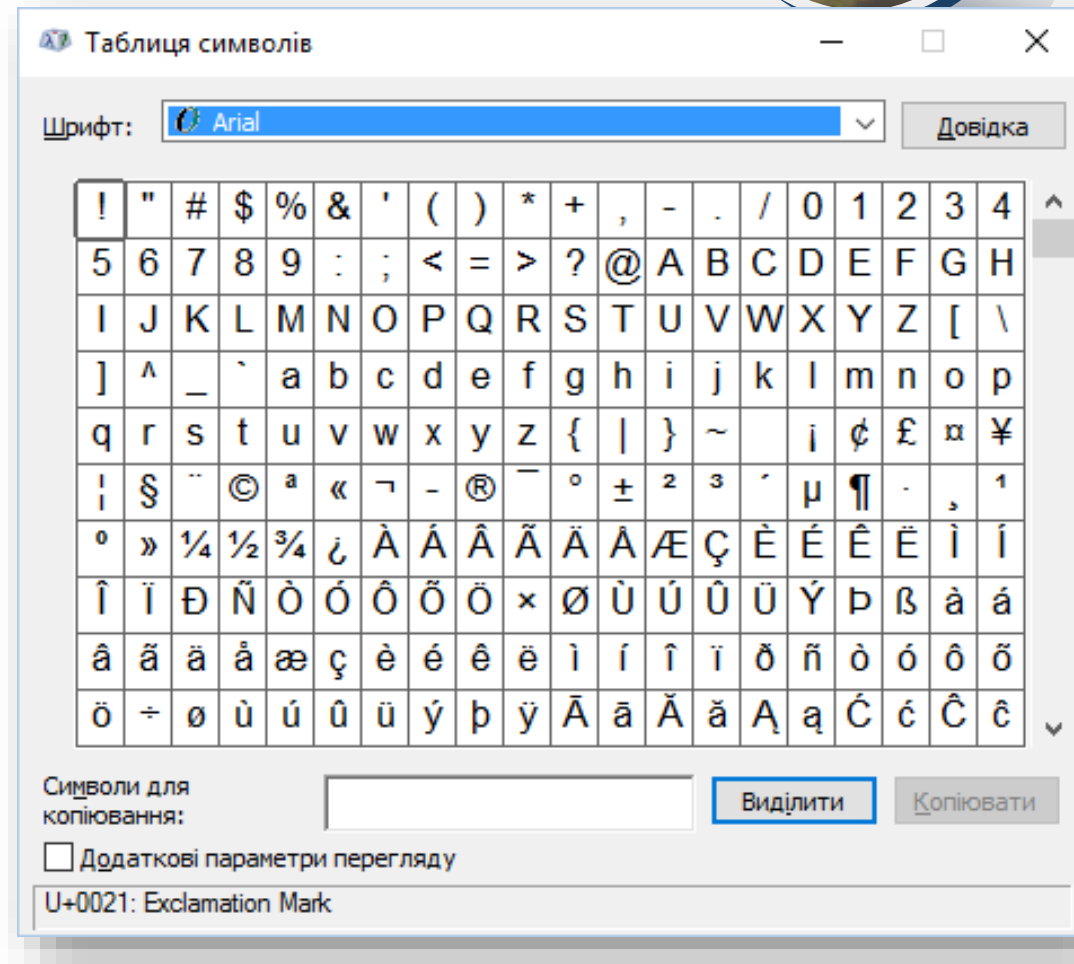 Таблиця символів
Шрифт: Arial Довідка
! " # $ % & ' ( ) * + , - . / 0 1 2 3 4
5 6 7 8 9 : ; < = > ? @ A B C D E F G H
I J K L M N O P Q R S T U V W X Y Z [ \
] ^ _ ` a b c d e f g h i j k l m n o p
q r s t u v w x y z { | } ~ ¡ ¢ £ ¤ ¥
¦ § ¨ © ª « ¬ - ® ¯ ° ± ² ³ ´ µ ¶ · ¸ ¹
º » ¼ ½ ¾ ¿ À Á Â Ã Ä Å Æ Ç È É Ê Ë Ì Í
Î Ï Ð Ñ Ò Ó Ô Õ Ö × Ø Ù Ú Û Ü Ý Þ ß à á
â ã ä å æ ç è é ê ë ì í î ï ð ñ ò ó ô õ
ö ÷ ø ù ú û ü ý þ ÿ Ā ā Ă ă Ą ą Ć ć Ĉ ĉ
Символи для
копіювання:
Виділити Копіювати
Додаткові параметри перегляду
U+0021: Exclamation Mark